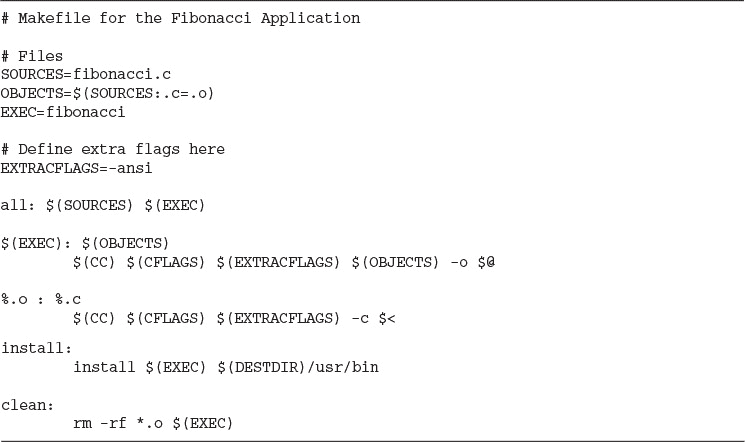 # Makefile for the Fibonacci Application
# Files
SOURCES=fibonacci.c
OBJECTS=$(SOURCES:.c=.o)
EXEC=fibonacci
# Define extra flags here
EXTRACFLAGS=-ansi
all: $(SOURCES) $(EXEC)
$(EXEC): $(OBJECTS)
$(CC) $(CFLAGS) $(EXTRACFLAGS) $(OBJECTS) -o $@
%.o : %.c
$(CC) $(CFLAGS) $(EXTRACFLAGS) -c $<
install:
install $(EXEC) $(DESTDIR)/usr/bin
clean:
rm -rf *.o $(EXEC)